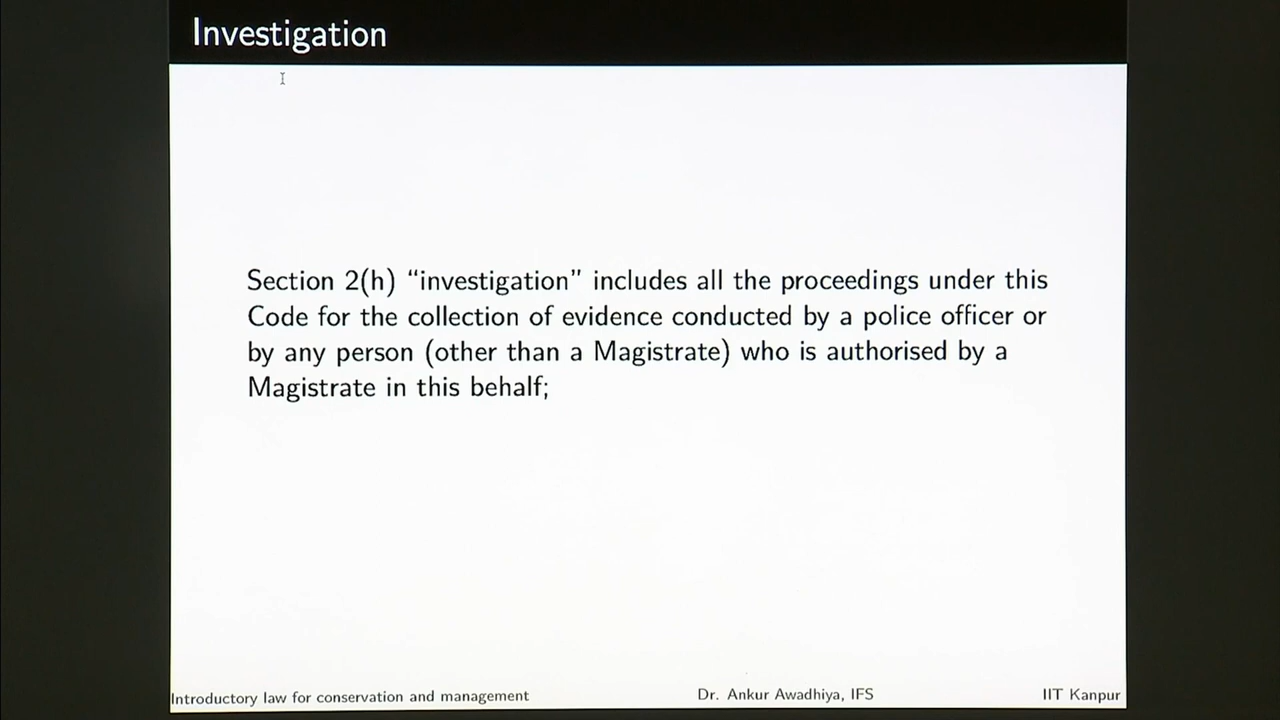 Investigation
Section 2(h) “investigation” includes all the proceedings under this
Code for the collection of evidence conducted by a police officer or
by any person (other than a Magistrate) who is authorised by a
Magistrate in this behalf;
Introductory law for conservation and management Dr. Ankur Awadhiya, IFS IIT Kanpur